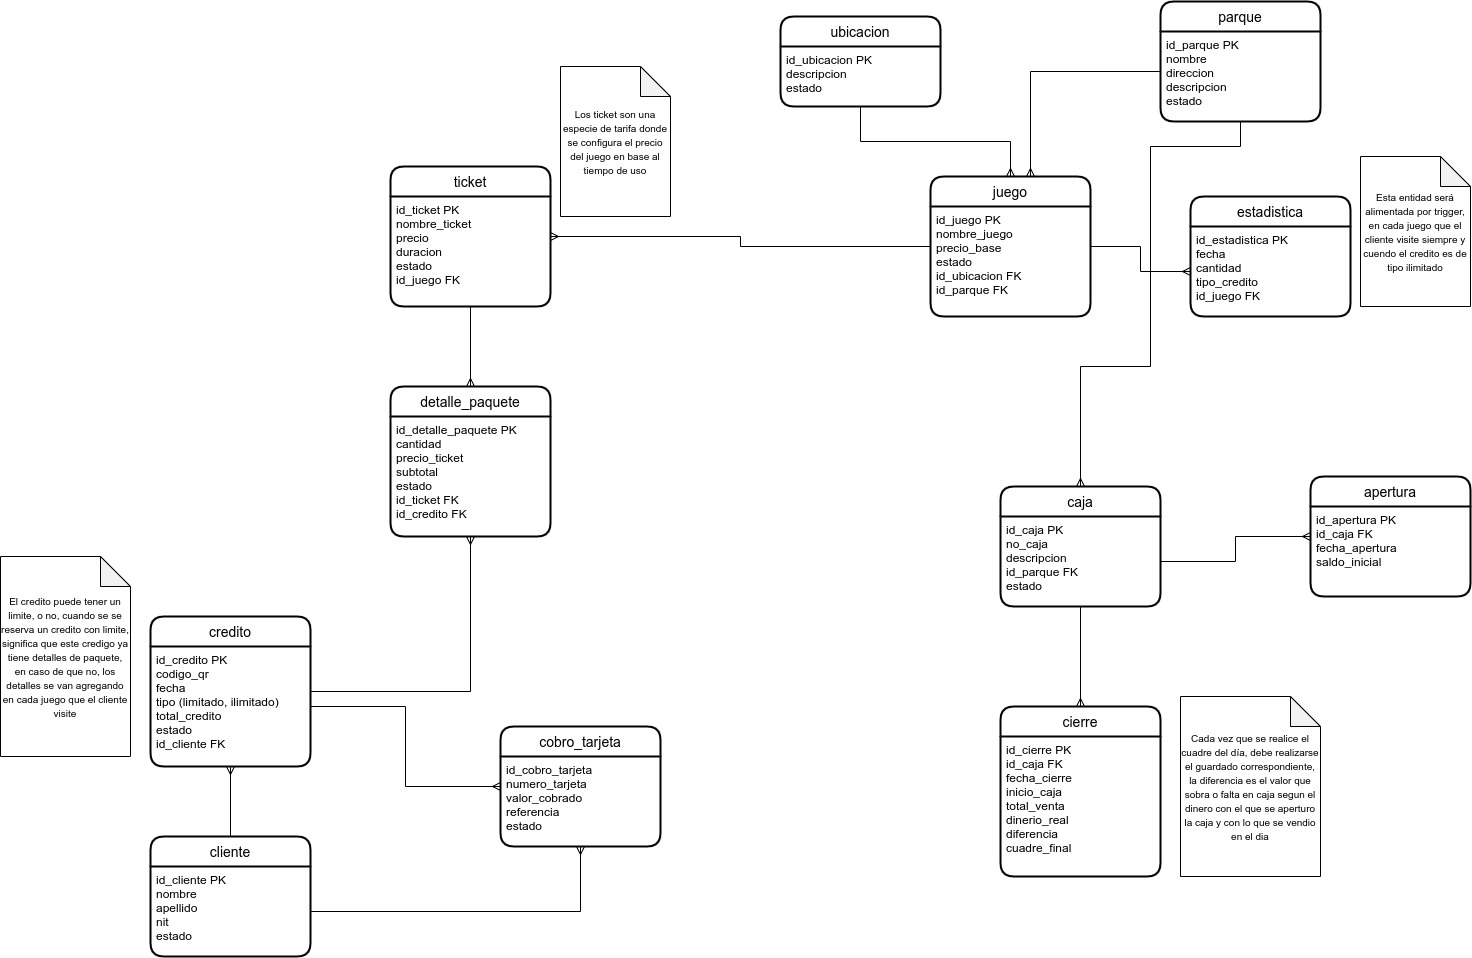 ubicacion
id_ubicacion PK
descripcion
estado
parque
id_parque PK
nombre
direccion
descripcion
estado
Los ticket son una
especie de tarifa donde
se configura el precio
del juego en base al
tiempo de uso
ticket
id_ticket PK
nombre_ticket
precio
duracion
estado
id_juego FK
juego
id_juego PK
nombre_juego
precio_base
estado
id_ubicacion FK
id_parque FK
estadistica
id_estadistica PK
fecha
cantidad
tipo_credito
id_juego FK
Esta entidad será
alimentada por trigger,
en cada juego que el
cliente visite siempre y
cuendo el credito es de
tipo ilimitado
detalle_paquete
id_detalle_paquete PK
cantidad
precio_ticket
subtotal
estado
id_ticket FK
id_credito FK
caja
id_caja PK
no_caja
descripcion
id_parque FK
estado
apertura
id_apertura PK
id_caja FK
fecha_apertura
saldo_inicial
El credito puede tener un
limite, o no, cuando se se
reserva un credito con limite,
significa que este credigo ya
tiene detalles de paquete,
en caso de que no, los
detalles se van agregando
en cada juego que el cliente
visite
credito
id_credito PK
codigo_qr
fecha
tipo (limitado, ilimitado)
total_credito
estado
id_cliente FK
cobro_tarjeta
id_cobro_tarjeta
numero_tarjeta
valor_cobrado
referencia
estado
cierre
id_cierre PK
id_caja FK
fecha_cierre
inicio_caja
total_venta
dinerio_real
diferencia
cuadre_final
Cada vez que se realice el
cuadre del día, debe realizarse
el guardado correspondiente,
la diferencia es el valor que
sobra o falta en caja segun el
dinero con el que se aperturo
la caja y con lo que se vendio
en el dia
cliente
id_cliente PK
nombre
apellido
nit
estado